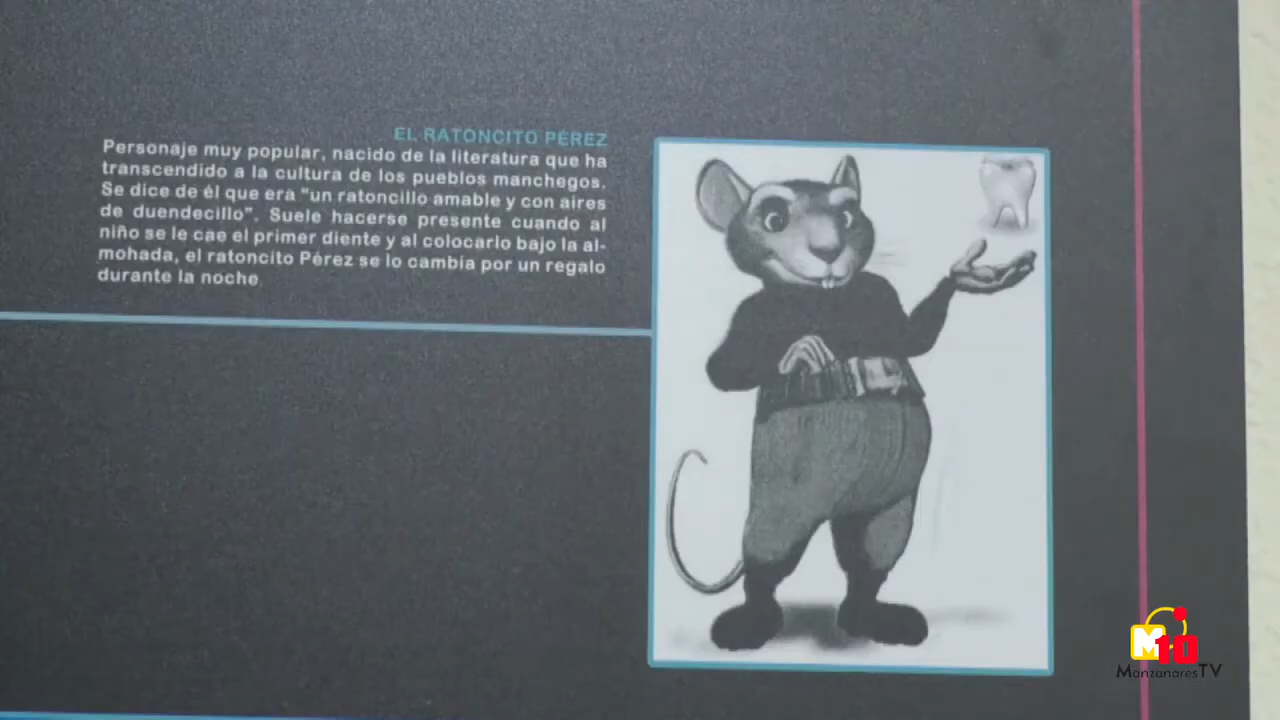 EL RATONCITO PÉREZ
Personaje muy popular, nacido de la literatura que ha
transcendido a la cultura de los pueblos manchegos.
Se dice de él que era "un ratoncillo amable y con aires
de duendecillo". Suele hacerse presente cuando al
niño se le cae el primer diente y al colocarlo bajo la al-
mohada, el ratoncito Pérez se lo cambia por un regalo
durante la noche
M10
ManzanaresTV